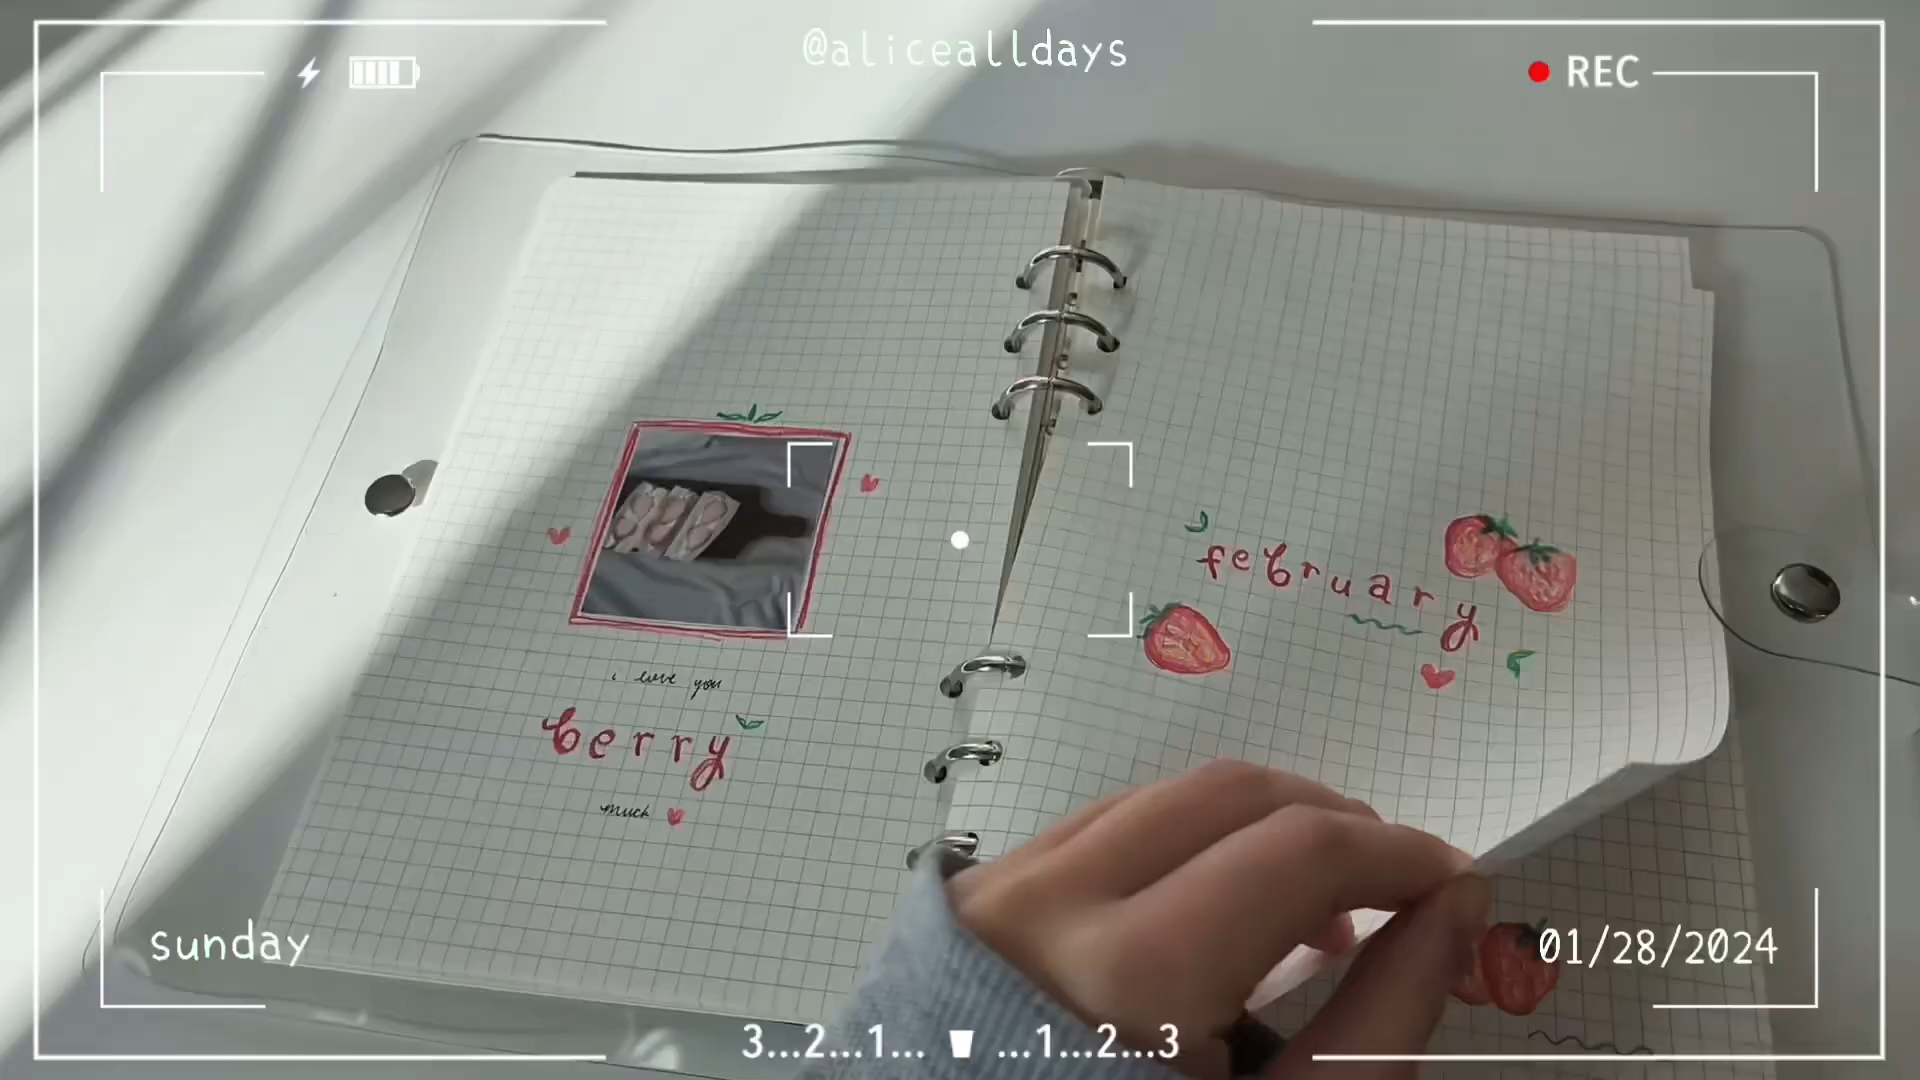 @alicealldays
REC
february
i love you
berry
much
sunday
01/28/2024
3...2...1... ...1...2...3